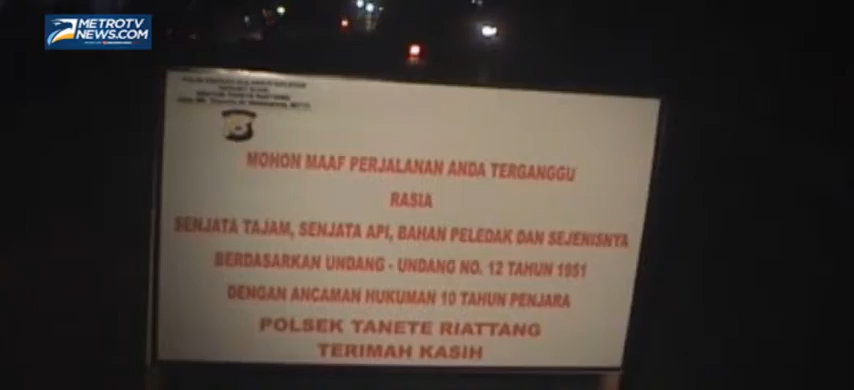 METROTV
NEWS.COM
MOHON MAAF PERJALANAN ANDA TERGANGGU
RASIA
SENJATA TAJAM, SENJATA API, BAHAN PELEDAK DAN SEJENISNYA
BERDASARKAN UNDANG - UNDANG NO. 12 TAHUN 1951
DENGAN ANCAMAN HUKUMAN 10 TAHUN PENJARA
POLSEK TANETE RIATTANG
TERIMAH KASIH